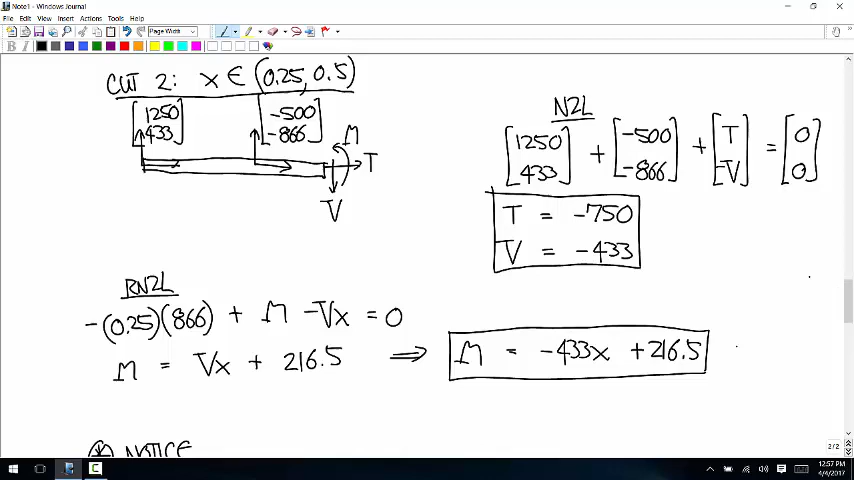 Note1 - Windows Journal
File Edit View Insert Actions Tools Help
Page Width
B I
CUT 2: x ∈ (0.25, 0.5)
[1250 433] [-500 -866]
M
T
V
N2L
[1250 433] + [-500 -866] + [T -V] = [0 0]
T = -750
V = -433
RN2L
-(0.25)(866) + M - Vx = 0
M = Vx + 216.5 ⇒ M = -433x + 216.5
NOTICE
2/2
12:57 PM
4/4/2017